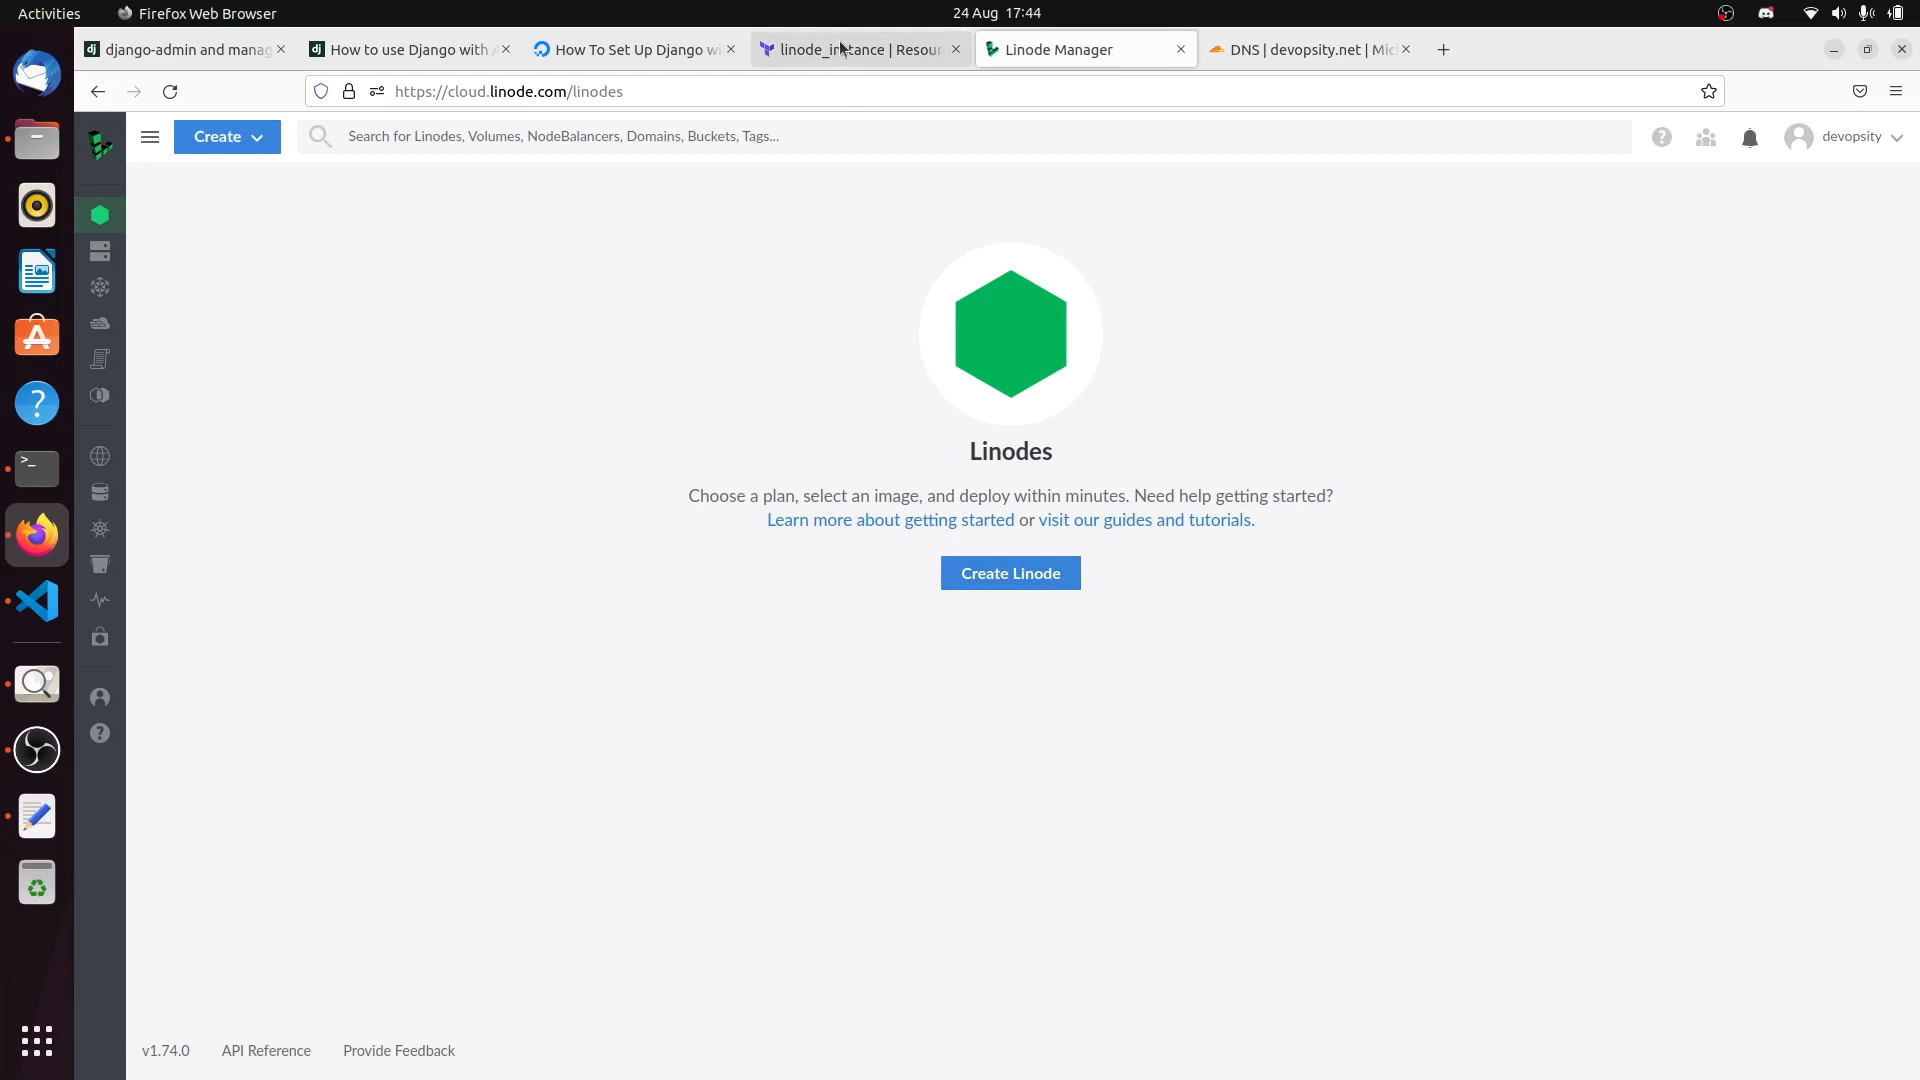 Activities
Firefox Web Browser
24 Aug 17:44
django-admin and manag
How to use Django with
How To Set Up Django wi
linode_instance | Resour
Linode Manager
DNS | devopsity.net | Mic
https://cloud.linode.com/linodes
Create
Search for Linodes, Volumes, NodeBalancers, Domains, Buckets, Tags...
devopsity
Linodes
Choose a plan, select an image, and deploy within minutes. Need help getting started?
Learn more about getting started or visit our guides and tutorials.
Create Linode
v1.74.0
API Reference
Provide Feedback